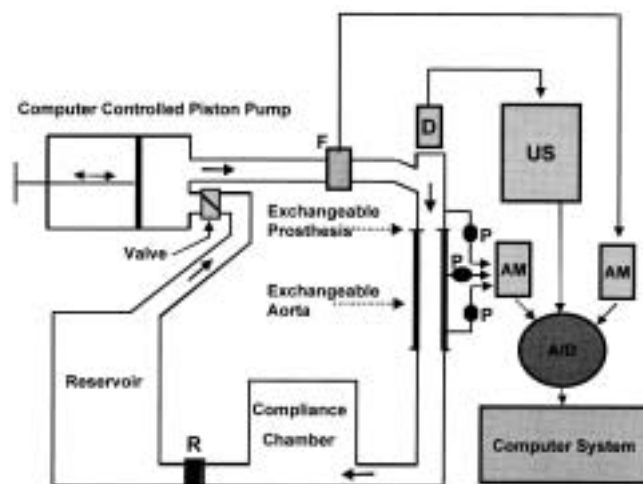 Computer Controlled Piston Pump
F
D
US
Valve
Exchangeable
Prosthesis
P
P
P
AM
AM
Exchangeable
Aorta
A/D
Reservoir
Compliance
Chamber
R
Computer System